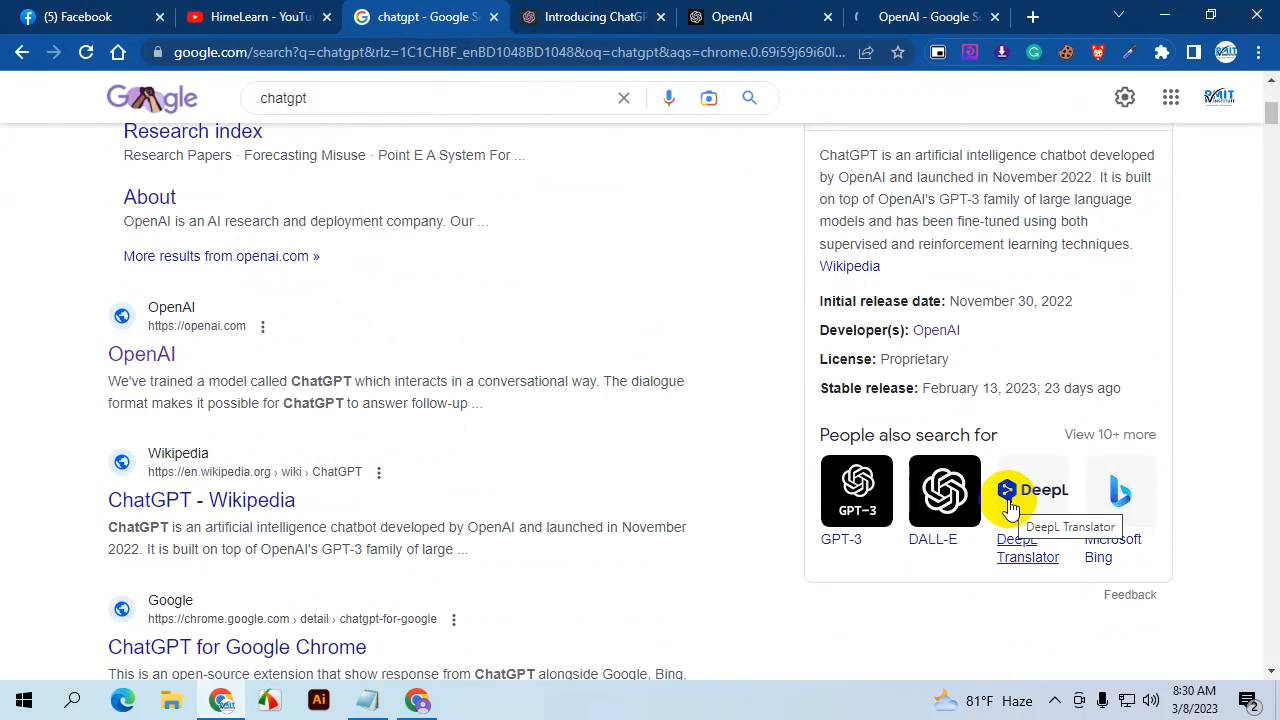 (5) Facebook
HimeLearn - YouTu
chatgpt - Google S
Introducing ChatGP
OpenAI
OpenAI - Google Se
google.com/search?q=chatgpt&rlz=1C1CHBF_enBD1048BD1048&oq=chatgpt&aqs=chrome.0.69i59j69i60l...
Google
chatgpt
Research index
Research Papers · Forecasting Misuse · Point E A System For ...
About
OpenAI is an AI research and deployment company. Our ...
More results from openai.com »
OpenAI
https://openai.com
OpenAI
We've trained a model called ChatGPT which interacts in a conversational way. The dialogue
format makes it possible for ChatGPT to answer follow-up ...
Wikipedia
https://en.wikipedia.org › wiki › ChatGPT
ChatGPT - Wikipedia
ChatGPT is an artificial intelligence chatbot developed by OpenAI and launched in November
2022. It is built on top of OpenAI's GPT-3 family of large ...
Google
https://chrome.google.com › detail › chatgpt-for-google
ChatGPT for Google Chrome
This is an open-source extension that show response from ChatGPT alongside Google, Bing,
ChatGPT is an artificial intelligence chatbot developed
by OpenAI and launched in November 2022. It is built
on top of OpenAI's GPT-3 family of large language
models and has been fine-tuned using both
supervised and reinforcement learning techniques.
Wikipedia
Initial release date: November 30, 2022
Developer(s): OpenAI
License: Proprietary
Stable release: February 13, 2023; 23 days ago
People also search for
View 10+ more
GPT-3
DeepL
DeepL Translator
GPT-3
DALL-E
DeepL
Translator
Microsoft
Bing
Feedback
Ai
81°F Haze
8:30 AM
3/8/2023
2